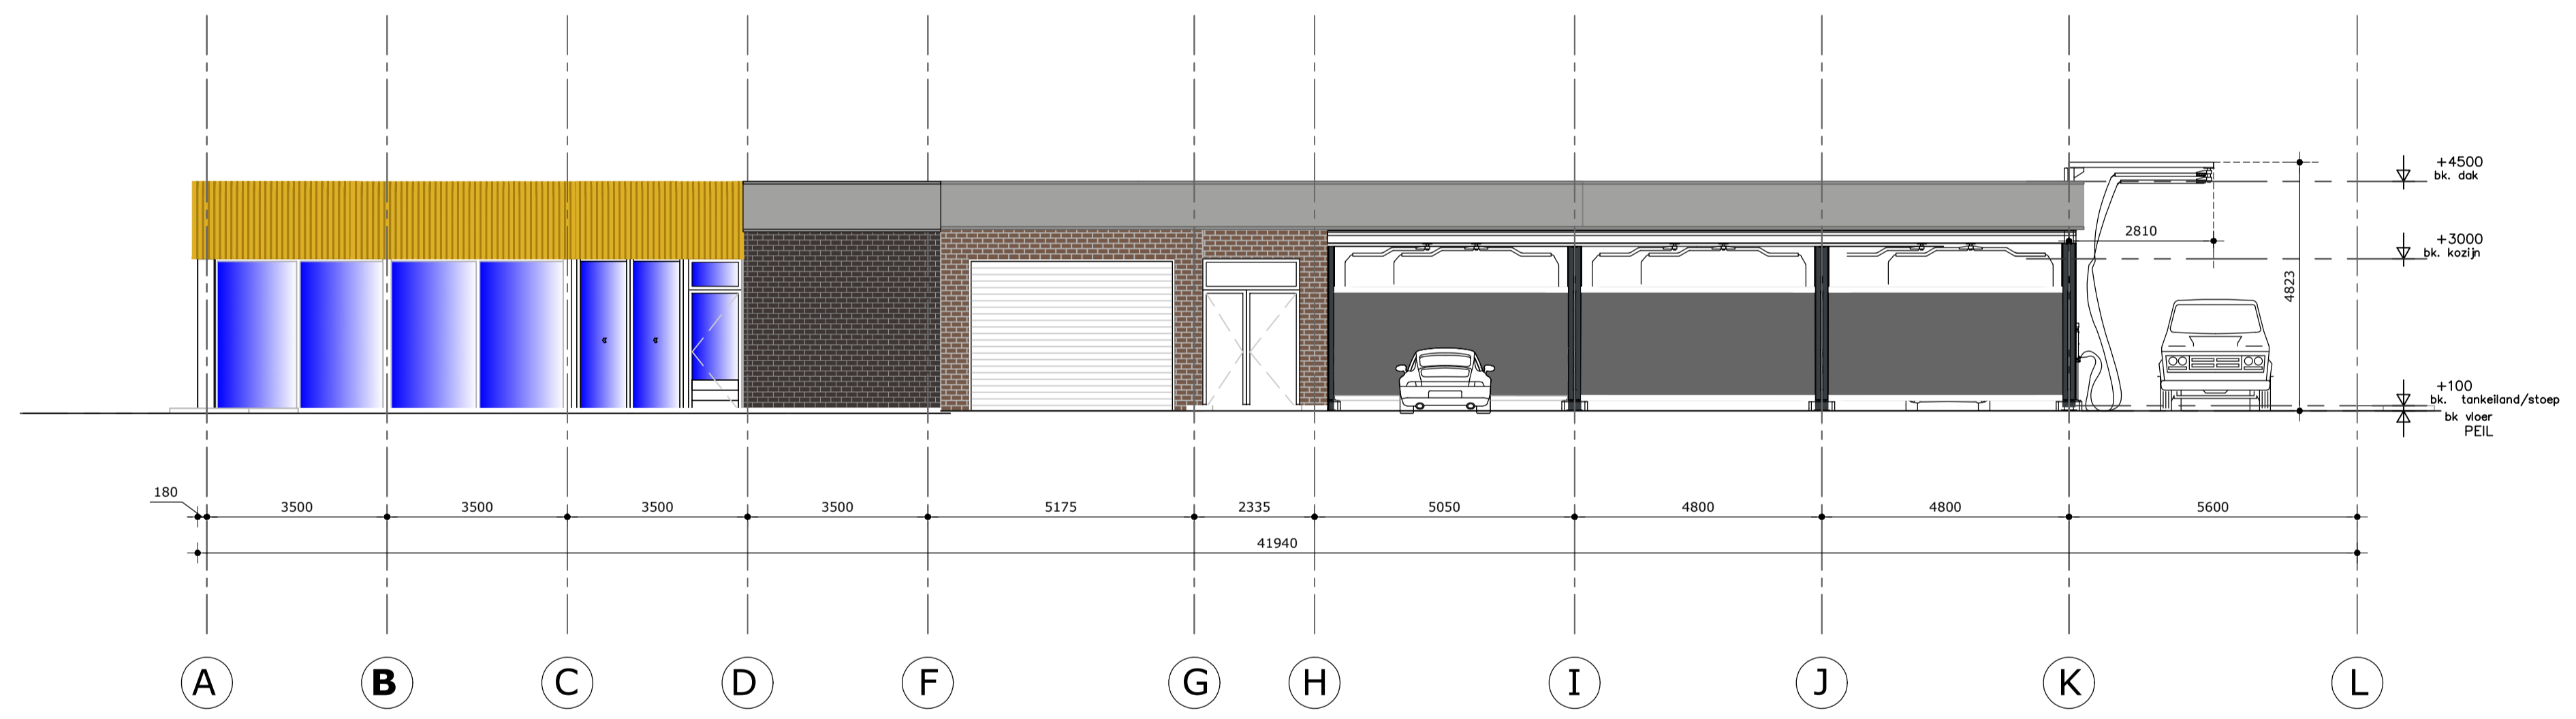 +4500
bk. dak
2810
+3000
bk. kozijn
4823
+100
bk. tankeiland/stoep
bk vloer
PEIL
180
3500
3500
3500
3500
5175
2335
5050
4800
4800
5600
41940
A
B
C
D
F
G
H
I
J
K
L